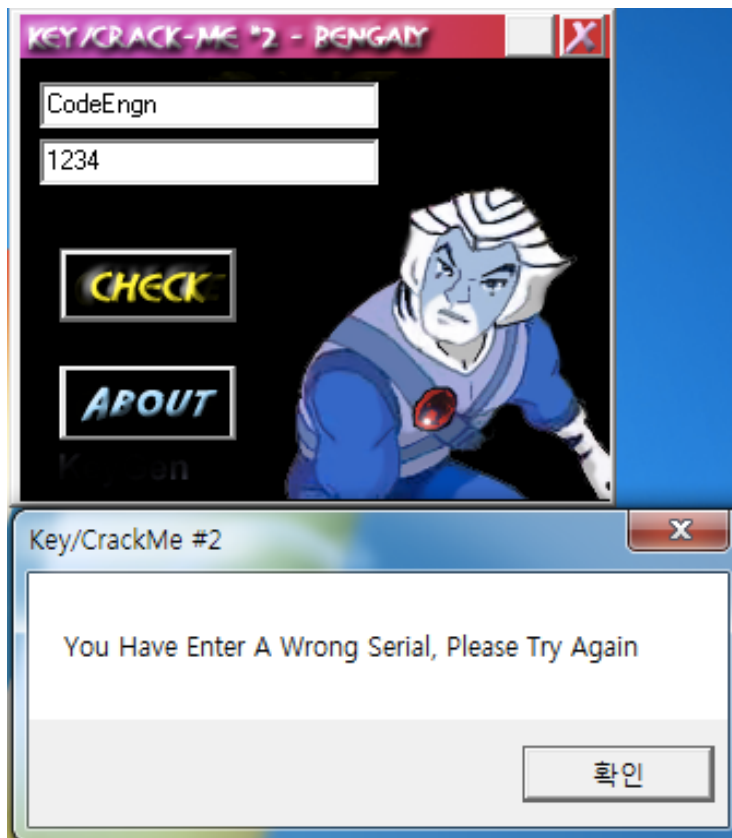 KEY/CRACK-ME "2 - BENGALY
X
CodeEngn
1234
CHECK
ABOUT
Key/CrackMe #2
You Have Enter A Wrong Serial, Please Try Again
확인